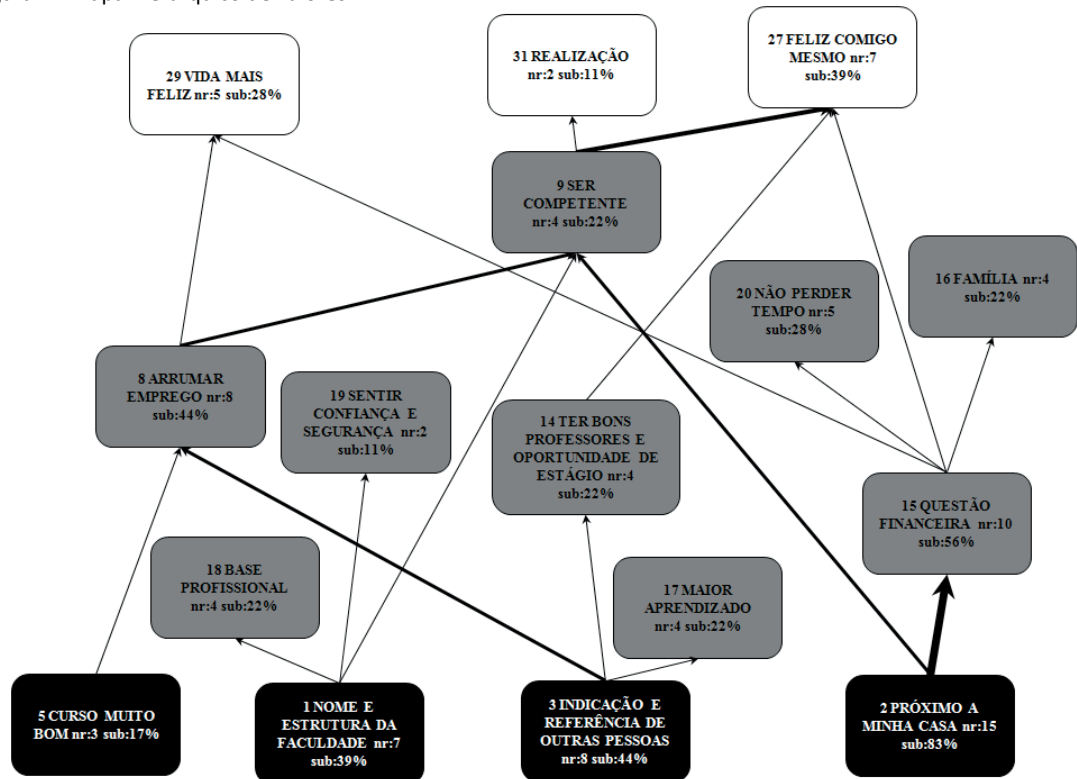 29 VIDA MAIS
FELIZ nr:5 sub:28%
31 REALIZAÇÃO
nr:2 sub:11%
27 FELIZ COMIGO
MESMO nr:7
sub:39%
9 SER
COMPETENTE
nr:4 sub:22%
20 NÃO PERDER
TEMPO nr:5
sub:28%
16 FAMÍLIA nr:4
sub:22%
8 ARRUMAR
EMPREGO nr:8
sub:44%
19 SENTIR
CONFIANÇA E
SEGURANÇA nr:2
sub:11%
14 TER BONS
PROFESSORES E
OPORTUNIDADE DE
ESTÁGIO nr:4
sub:22%
15 QUESTÃO
FINANCEIRA nr:10
sub:56%
18 BASE
PROFISSIONAL
nr:4 sub:22%
17 MAIOR
APRENDIZADO
nr:4 sub:22%
5 CURSO MUITO
BOM nr:3 sub:17%
1 NOME E
ESTRUTURA DA
FACULDADE nr:7
sub:39%
3 INDICAÇÃO E
REFERÊNCIA DE
OUTRAS PESSOAS
nr:8 sub:44%
2 PRÓXIMO A
MINHA CASA nr:15
sub:83%